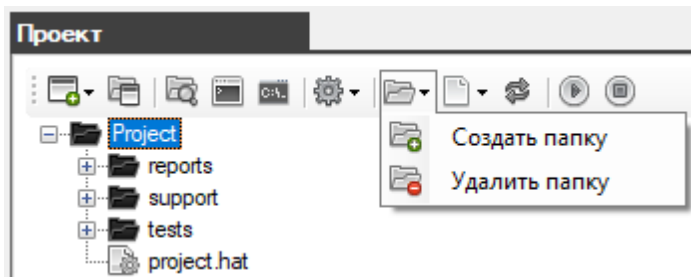 Проект
C:\.
Создать папку
Удалить папку
Project
reports
support
tests
project.hat